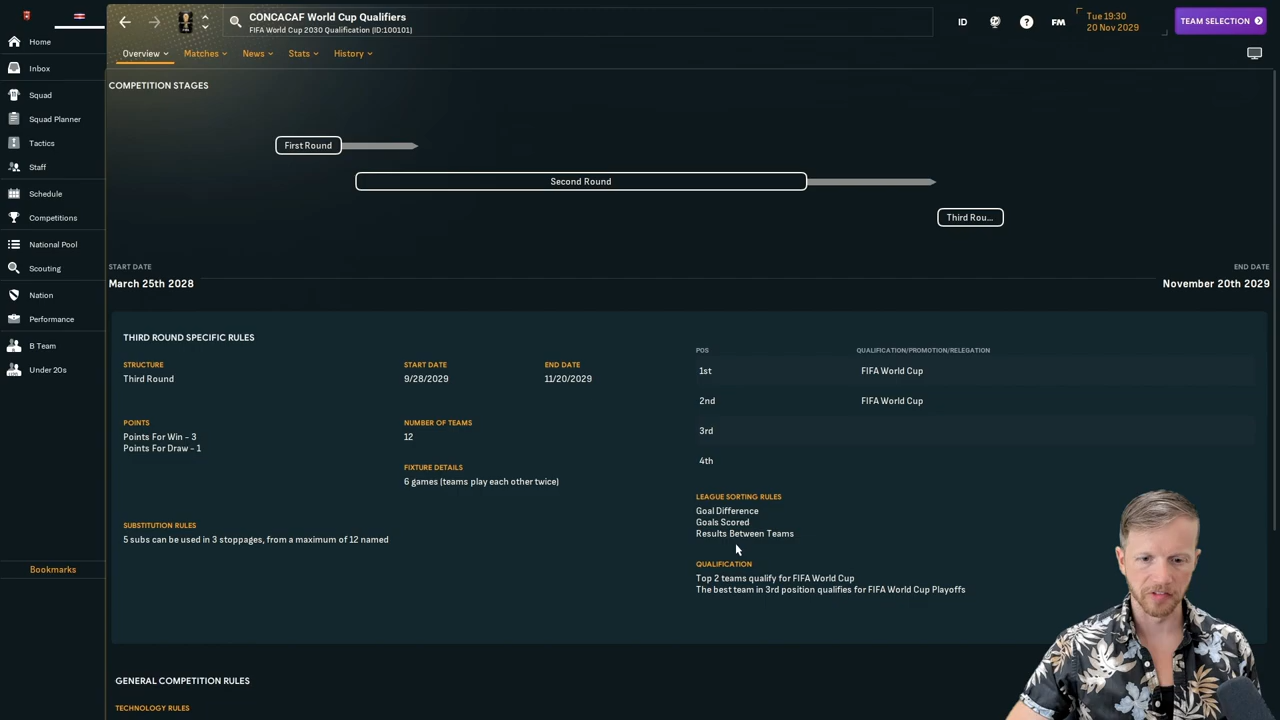 CONCACAF World Cup Qualifiers
FIFA World Cup 2030 Qualification (ID:100101)
ID
FM
Tue 19:30
20 Nov 2029
TEAM SELECTION
Home
Inbox
Squad
Squad Planner
Tactics
Staff
Schedule
Competitions
National Pool
Scouting
Nation
Performance
B Team
Under 20s
Bookmarks
Overview
Matches
News
Stats
History
COMPETITION STAGES
First Round
Second Round
Third Rou...
START DATE
March 25th 2028
END DATE
November 20th 2029
THIRD ROUND SPECIFIC RULES
STRUCTURE
Third Round
START DATE
9/28/2029
END DATE
11/20/2029
POINTS
Points For Win - 3
Points For Draw - 1
NUMBER OF TEAMS
12
FIXTURE DETAILS
6 games (teams play each other twice)
SUBSTITUTION RULES
5 subs can be used in 3 stoppages, from a maximum of 12 named
POS QUALIFICATION/PROMOTION/RELEGATION
1st FIFA World Cup
2nd FIFA World Cup
3rd
4th
LEAGUE SORTING RULES
Goal Difference
Goals Scored
Results Between Teams
QUALIFICATION
Top 2 teams qualify for FIFA World Cup
The best team in 3rd position qualifies for FIFA World Cup Playoffs
GENERAL COMPETITION RULES
TECHNOLOGY RULES